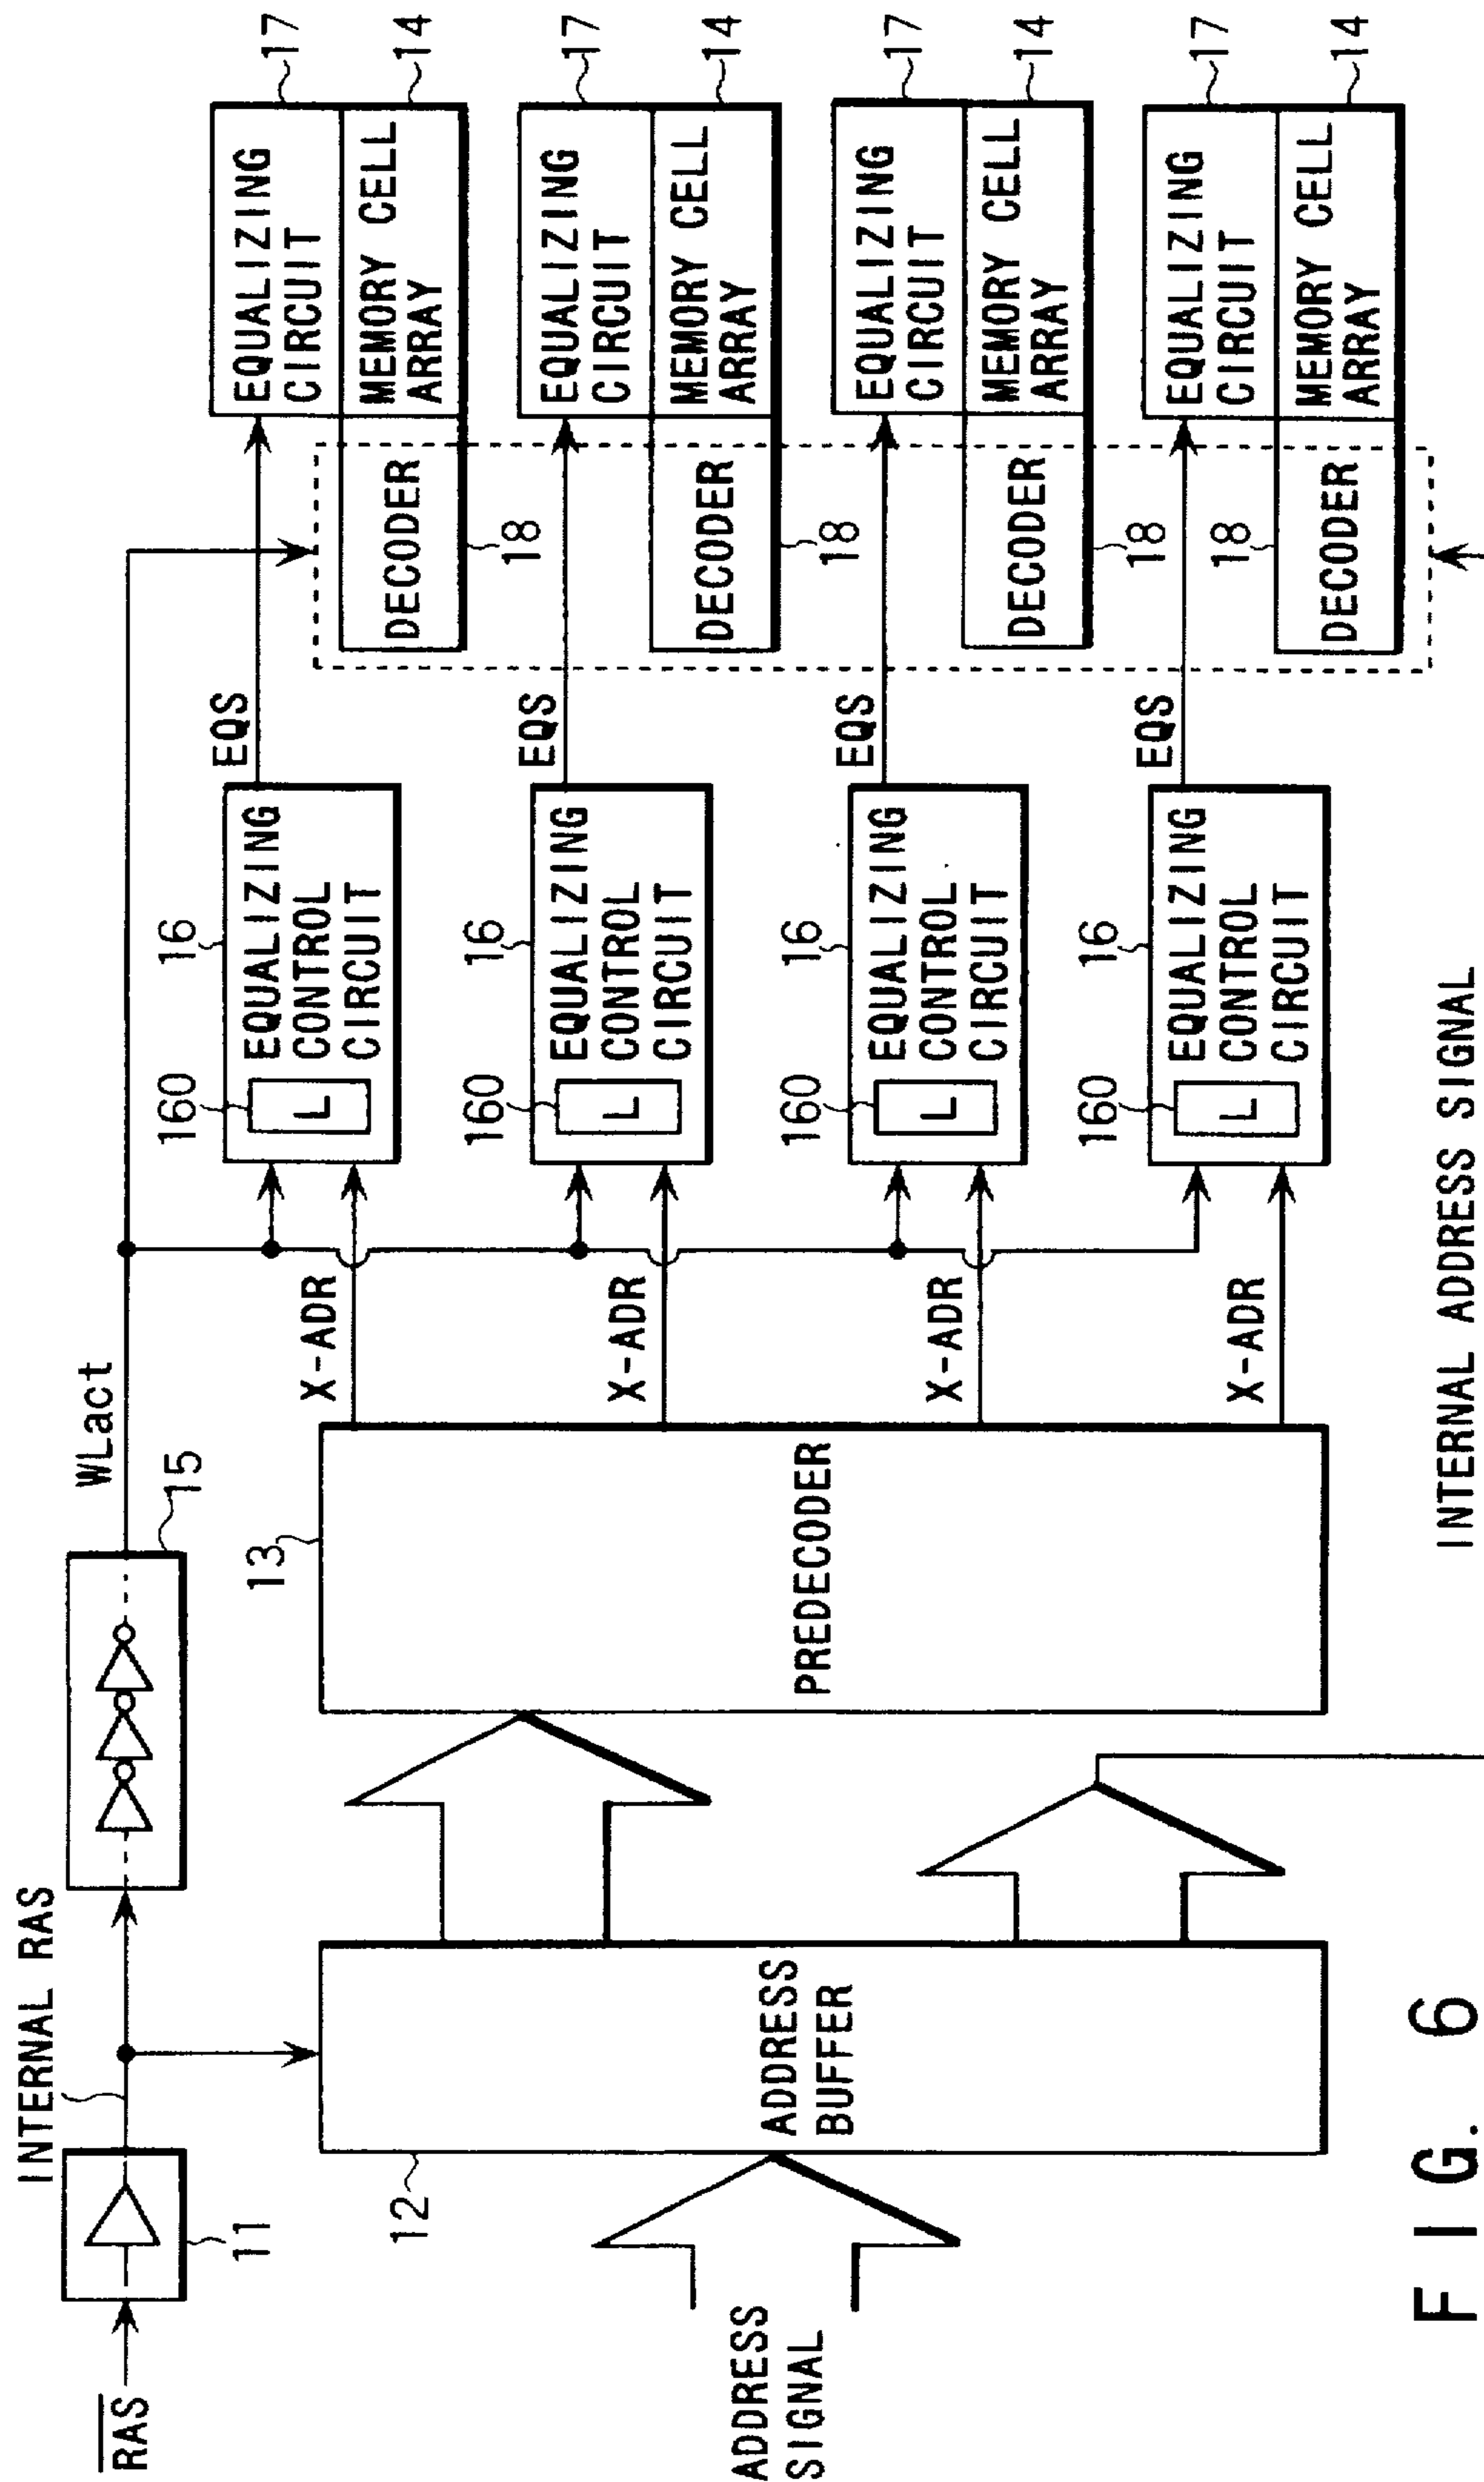 RAS
11
INTERNAL RAS
15
WLact
ADDRESS
SIGNAL
12
ADDRESS
BUFFER
13
PREDECODER
X-ADR
X-ADR
X-ADR
X-ADR
160
L
16
EQUALIZING
CONTROL
CIRCUIT
EQS
160
L
16
EQUALIZING
CONTROL
CIRCUIT
EQS
160
L
16
EQUALIZING
CONTROL
CIRCUIT
EQS
160
L
16
EQUALIZING
CONTROL
CIRCUIT
EQS
EQUALIZING
CIRCUIT
17
DECODER
18
MEMORY CELL
ARRAY
14
EQUALIZING
CIRCUIT
17
DECODER
18
MEMORY CELL
ARRAY
14
EQUALIZING
CIRCUIT
17
DECODER
18
MEMORY CELL
ARRAY
14
EQUALIZING
CIRCUIT
17
DECODER
18
MEMORY CELL
ARRAY
14
INTERNAL ADDRESS SIGNAL
FIG. 6